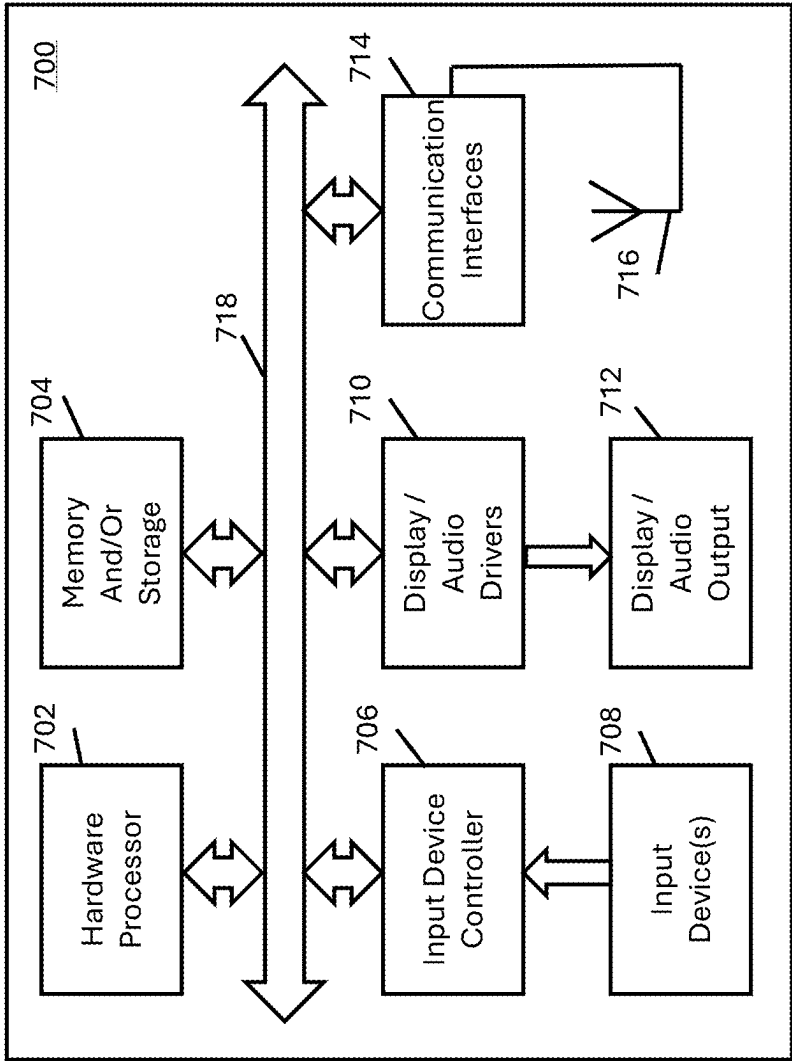 700
702
Hardware
Processor
704
Memory
And/Or
Storage
718
706
Input Device
Controller
710
Display /
Audio
Drivers
714
Communication
Interfaces
708
Input
Device(s)
712
Display /
Audio
Output
716